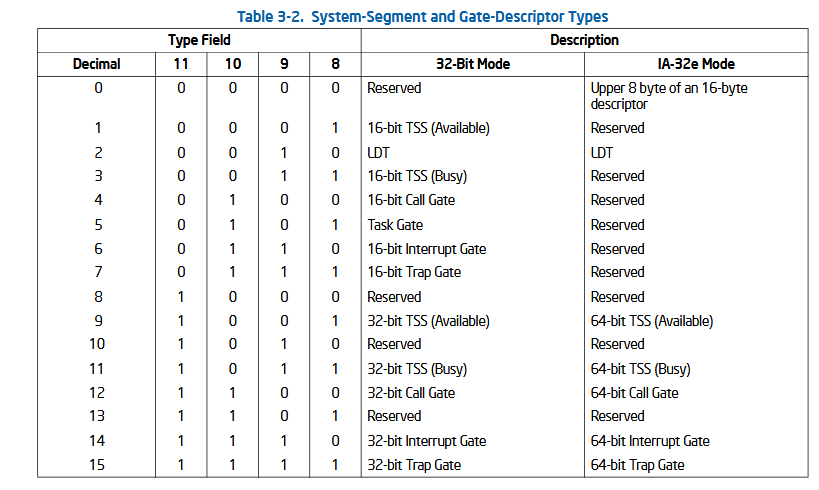 Table 3-2. System-Segment and Gate-Descriptor Types
Type Field Description
Decimal 11 10 9 8 32-Bit Mode IA-32e Mode
0 0 0 0 0 Reserved Upper 8 byte of an 16-byte
descriptor
1 0 0 0 1 16-bit TSS (Available) Reserved
2 0 0 1 0 LDT LDT
3 0 0 1 1 16-bit TSS (Busy) Reserved
4 0 1 0 0 16-bit Call Gate Reserved
5 0 1 0 1 Task Gate Reserved
6 0 1 1 0 16-bit Interrupt Gate Reserved
7 0 1 1 1 16-bit Trap Gate Reserved
8 1 0 0 0 Reserved Reserved
9 1 0 0 1 32-bit TSS (Available) 64-bit TSS (Available)
10 1 0 1 0 Reserved Reserved
11 1 0 1 1 32-bit TSS (Busy) 64-bit TSS (Busy)
12 1 1 0 0 32-bit Call Gate 64-bit Call Gate
13 1 1 0 1 Reserved Reserved
14 1 1 1 0 32-bit Interrupt Gate 64-bit Interrupt Gate
15 1 1 1 1 32-bit Trap Gate 64-bit Trap Gate